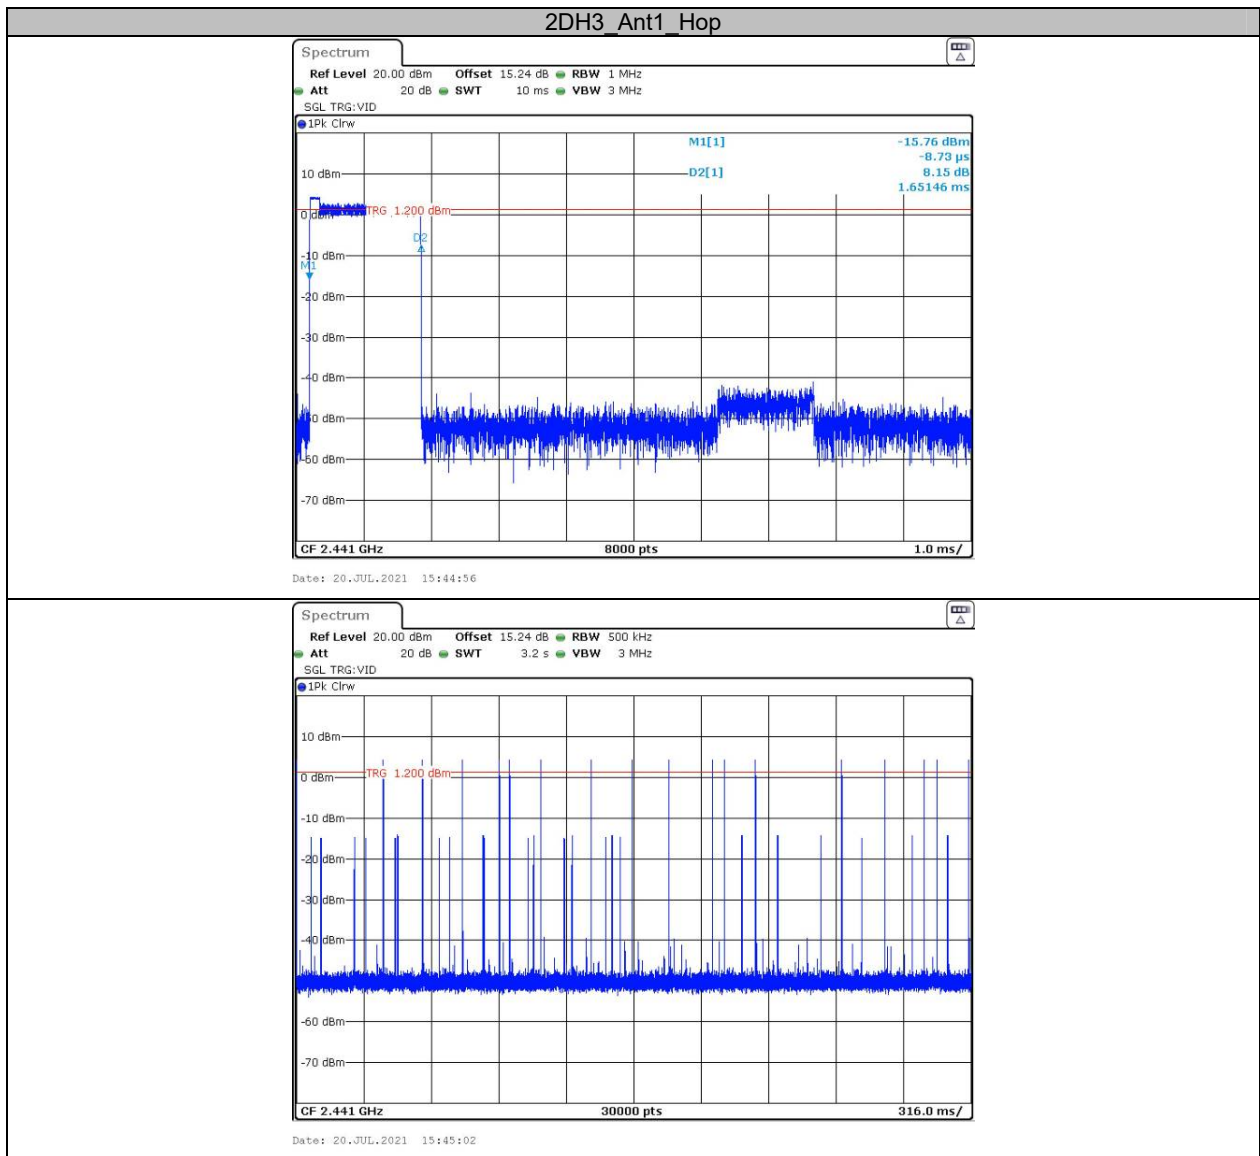 2DH3_Ant1_Hop
Spectrum
Ref Level 20.00 dBm Offset 15.24 dB RBW 1 MHz
Att 20 dB SWT 10 ms VBW 3 MHz
SGL TRG:VID
1Pk Clrw
M1[1] -15.76 dBm
-8.73 µs
D2[1] 8.15 dB
1.65146 ms
10 dBm
0 dBm
TRG 1.200 dBm
D2
-10 dBm
M1
-20 dBm
-30 dBm
-40 dBm
-50 dBm
-60 dBm
-70 dBm
CF 2.441 GHz 8000 pts 1.0 ms/
Date: 20.JUL.2021 15:44:56
Spectrum
Ref Level 20.00 dBm Offset 15.24 dB RBW 500 kHz
Att 20 dB SWT 3.2 s VBW 3 MHz
SGL TRG:VID
1Pk Clrw
10 dBm
TRG 1.200 dBm
0 dBm
-10 dBm
-20 dBm
-30 dBm
-40 dBm
-60 dBm
-70 dBm
CF 2.441 GHz 30000 pts 316.0 ms/
Date: 20.JUL.2021 15:45:02